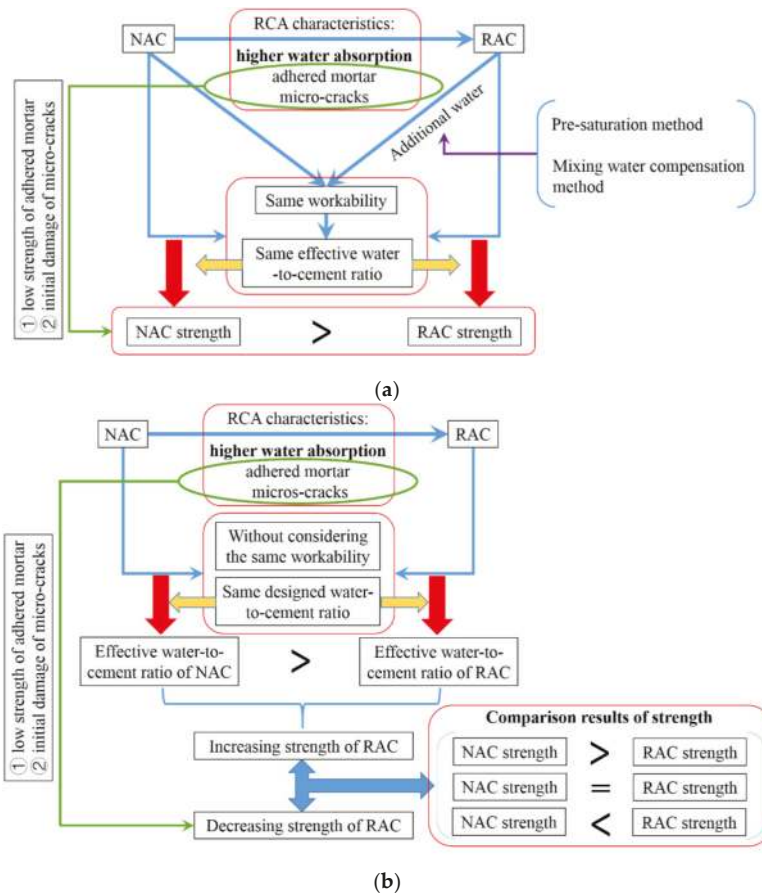 RCA characteristics:
NAC
RAC
higher water absorption
adhered mortar
micro-cracks
Additional water
Pre-saturation method
Mixing water compensation
method
① low strength of adhered mortar
② initial damage of micro-cracks
Same workability
Same effective water
-to-cement ratio
NAC strength
>
RAC strength
(a)
RCA characteristics:
NAC
RAC
higher water absorption
adhered mortar
micros-cracks
① low strength of adhered mortar
② initial damage of micro-cracks
Without considering
the same workability
Same designed water-
to-cement ratio
Effective water-to-
cement ratio of NAC
>
Effective water-to-
cement ratio of RAC
Comparison results of strength
Increasing strength of RAC
NAC strength > RAC strength
NAC strength = RAC strength
NAC strength < RAC strength
Decreasing strength of RAC
(b)